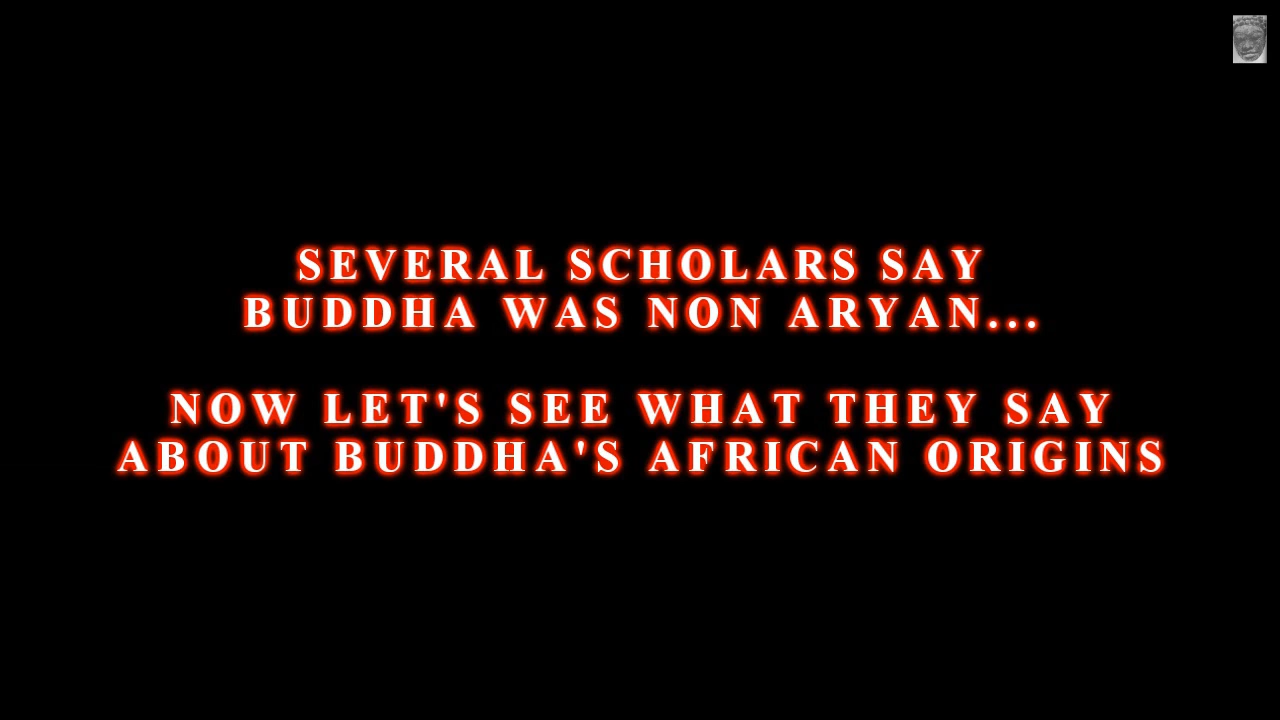 SEVERAL SCHOLARS SAY
BUDDHA WAS NON ARYAN...
NOW LET'S SEE WHAT THEY SAY
ABOUT BUDDHA'S AFRICAN ORIGINS